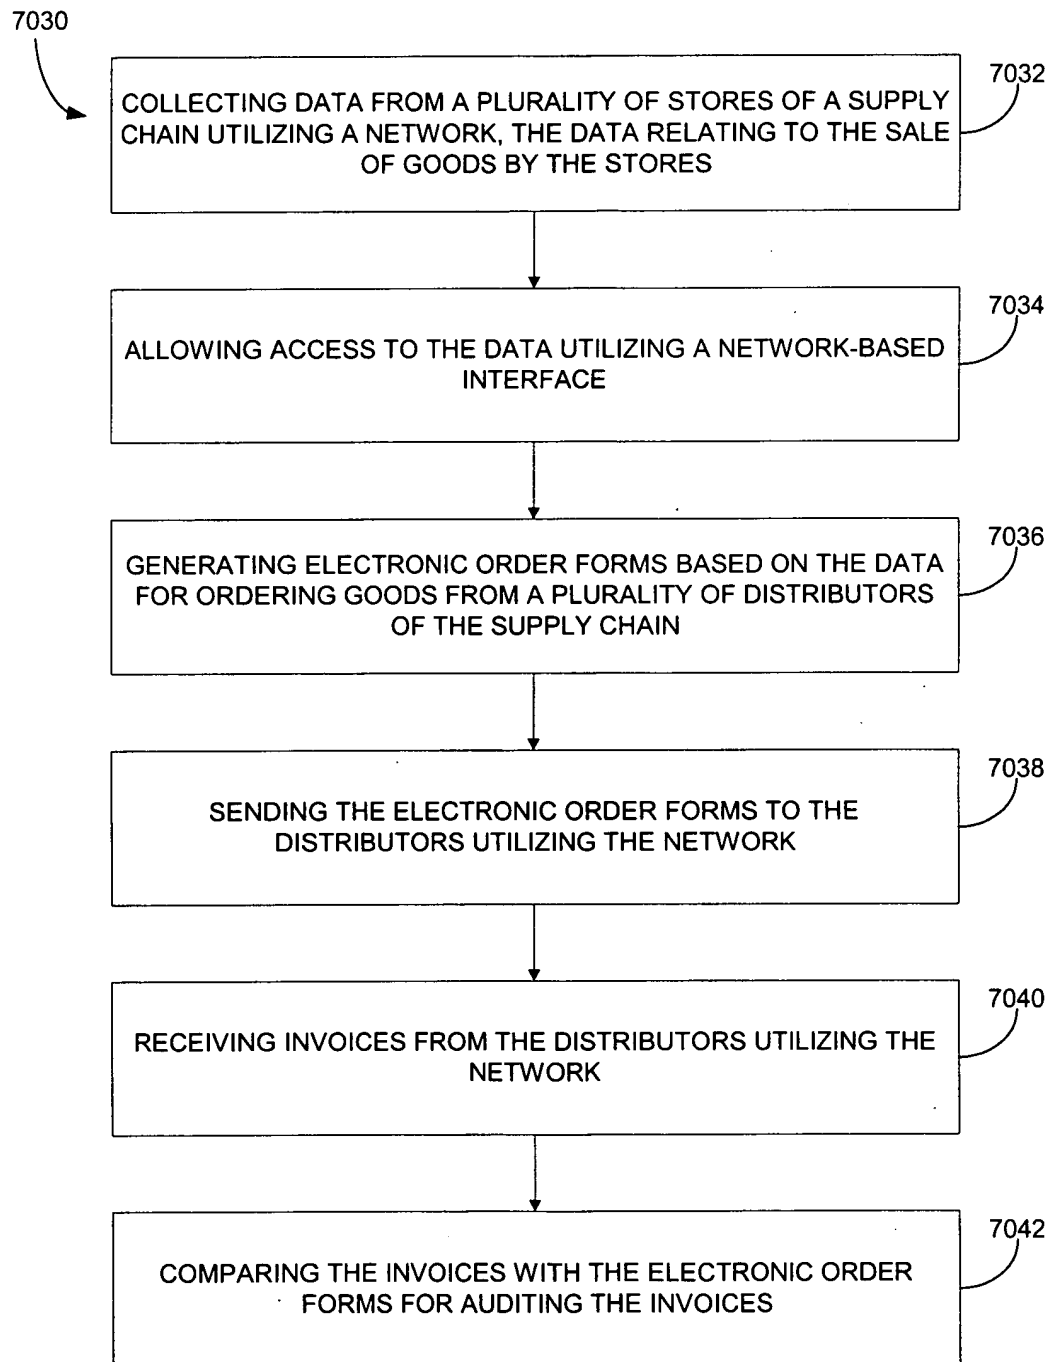 7030
7032
COLLECTING DATA FROM A PLURALITY OF STORES OF A SUPPLY
CHAIN UTILIZING A NETWORK, THE DATA RELATING TO THE SALE
OF GOODS BY THE STORES
7034
ALLOWING ACCESS TO THE DATA UTILIZING A NETWORK-BASED
INTERFACE
7036
GENERATING ELECTRONIC ORDER FORMS BASED ON THE DATA
FOR ORDERING GOODS FROM A PLURALITY OF DISTRIBUTORS
OF THE SUPPLY CHAIN
7038
SENDING THE ELECTRONIC ORDER FORMS TO THE
DISTRIBUTORS UTILIZING THE NETWORK
7040
RECEIVING INVOICES FROM THE DISTRIBUTORS UTILIZING THE
NETWORK
7042
COMPARING THE INVOICES WITH THE ELECTRONIC ORDER
FORMS FOR AUDITING THE INVOICES